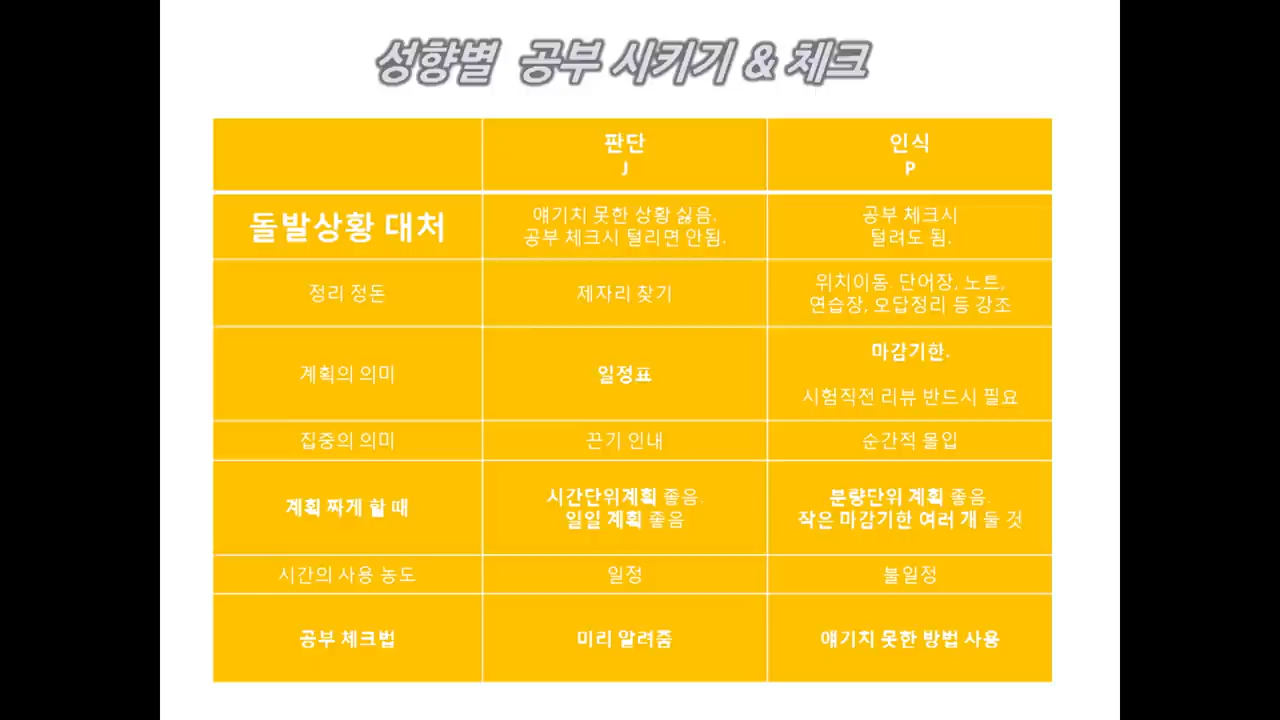 성향별 공부 시키기 & 체크
판단
J
인식
P
돌발상황 대처
얘기치 못한 상황 싫음.
공부 체크시 털리면 안됨.
공부 체크시
털려도 됨.
정리 정돈
제자리 찾기
위치이동. 단어장, 노트,
연습장, 오답정리 등 강조
계획의 의미
일정표
마감기한.
시험직전 리뷰 반드시 필요
집중의 의미
끈기 인내
순간적 몰입
계획 짜게 할 때
시간단위계획 좋음.
일일 계획 좋음
분량단위 계획 좋음.
작은 마감기한 여러 개 둘 것
시간의 사용 농도
일정
불일정
공부 체크법
미리 알려줌
얘기치 못한 방법 사용